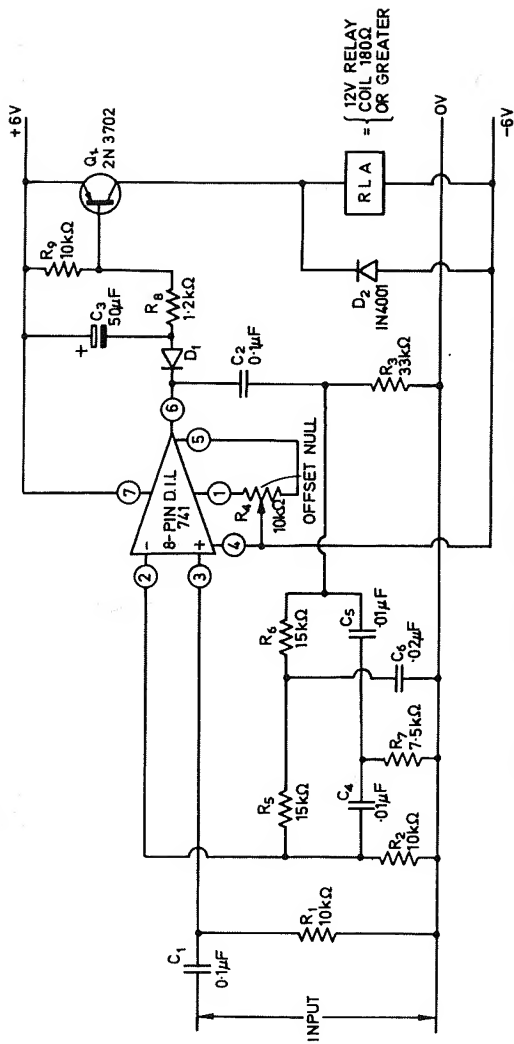 +6V
Q1
2N 3702
R9
10kΩ
C3
50µF
+
R8
1·2kΩ
D1
C2
0·1µF
R3
33kΩ
D2
IN4001
RLA
= { 12V RELAY
COIL 180Ω
OR GREATER
0V
-6V
7
6
5
1
4
2
3
−
+
8-PIN D.I.L
741
R4
10kΩ
OFFSET NULL
R5
15kΩ
R6
15kΩ
C4
·01µF
C5
·01µF
C6
·02µF
R7
7·5kΩ
R2
10kΩ
R1
10kΩ
C1
0·1µF
INPUT